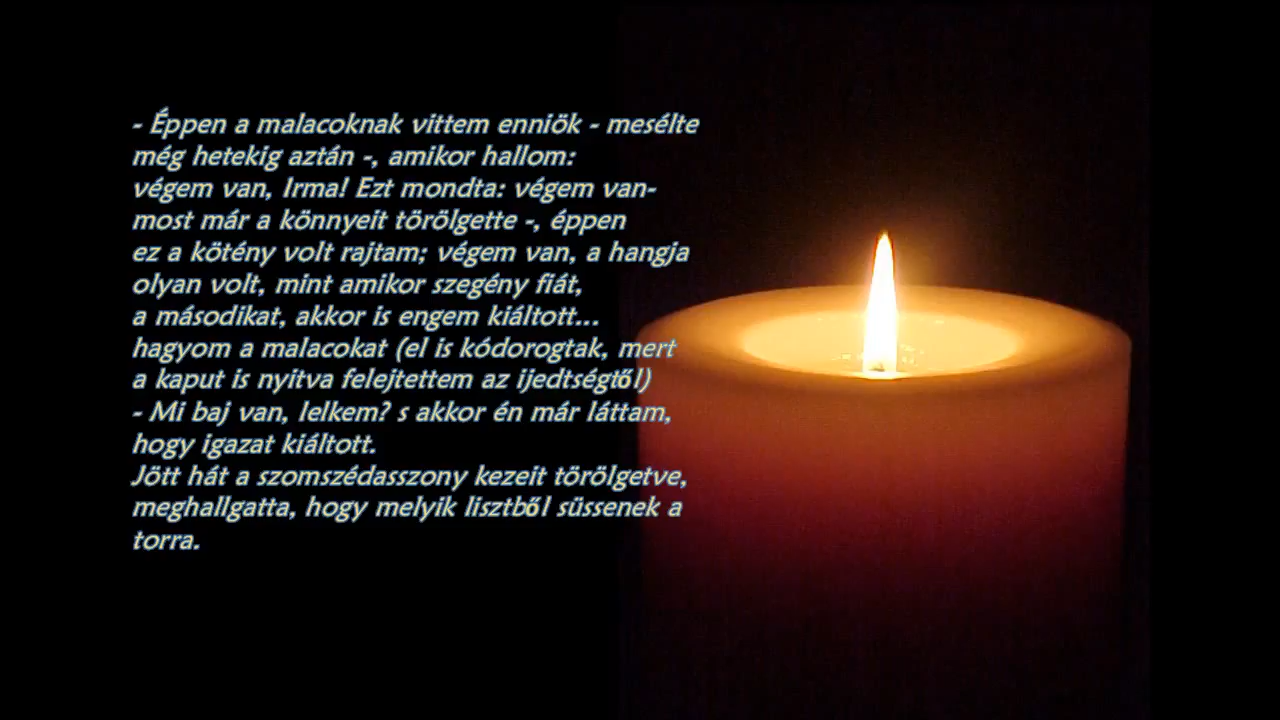 - Éppen a malacoknak vittem enniök - mesélte
még hetekig aztán -, amikor hallom:
végem van, Irma! Ezt mondta: végem van-
most már a könnyeit törölgette -, éppen
ez a kötény volt rajtam; végem van, a hangja
olyan volt, mint amikor szegény fiát,
a másodikat, akkor is engem kiáltott...
hagyom a malacokat (el is kódorogtak, mert
a kaput is nyitva felejtettem az ijedtségtől)
- Mi baj van, lelkem? s akkor én már láttam,
hogy igazat kiáltott.
Jött hát a szomszédasszony kezeit törölgetve,
meghallgatta, hogy melyik lisztből süssenek a
torra.